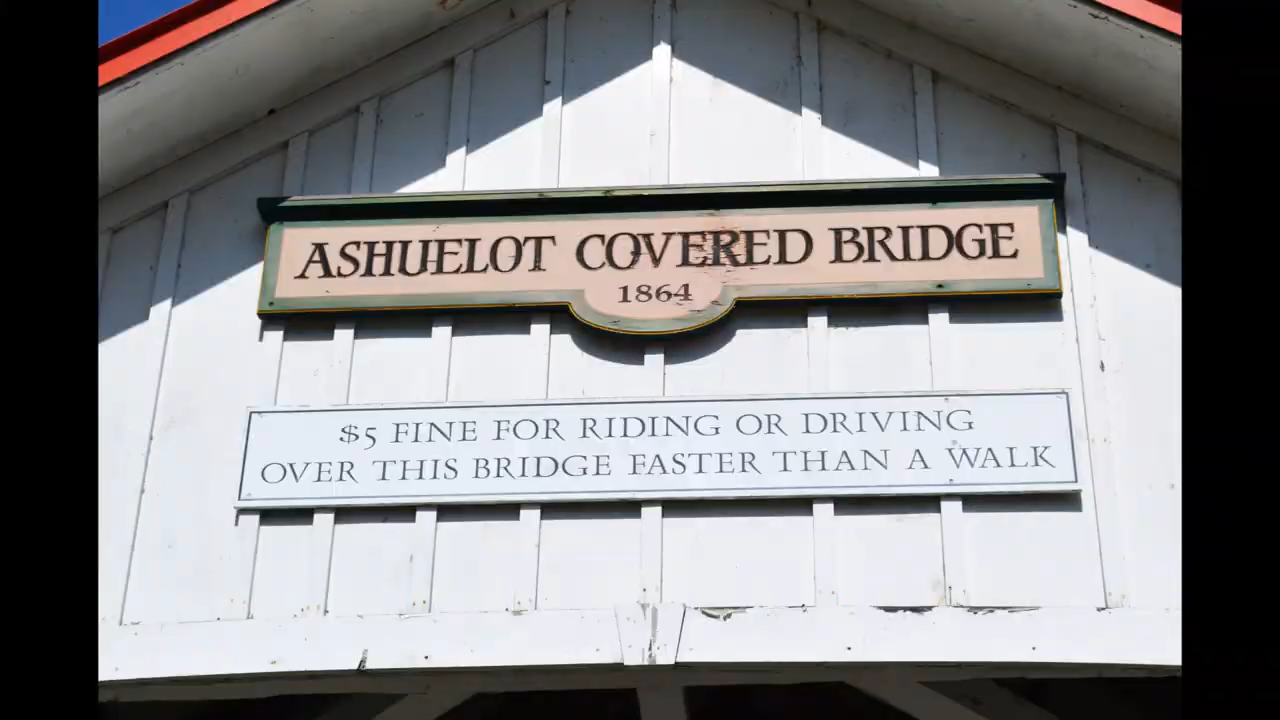 ASHUELOT COVERED BRIDGE
1864
$5 FINE FOR RIDING OR DRIVING
OVER THIS BRIDGE FASTER THAN A WALK